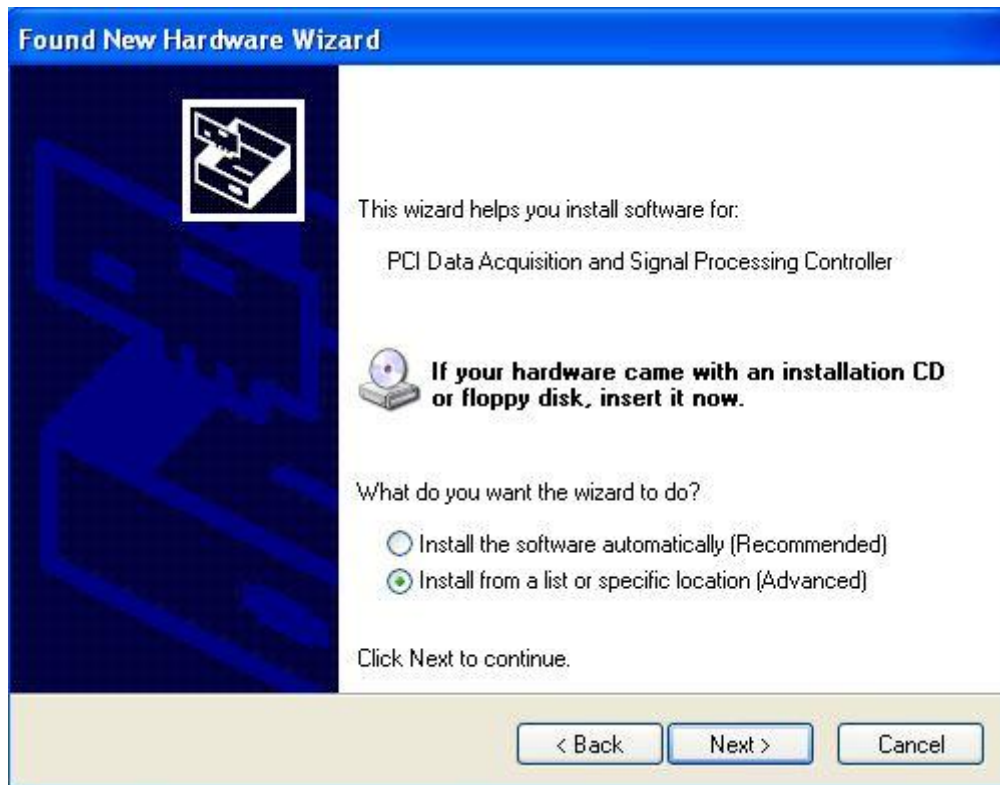 Found New Hardware Wizard
This wizard helps you install software for:
PCI Data Acquisition and Signal Processing Controller
If your hardware came with an installation CD
or floppy disk, insert it now.
What do you want the wizard to do?
Install the software automatically (Recommended)
Install from a list or specific location (Advanced)
Click Next to continue.
< Back Next > Cancel